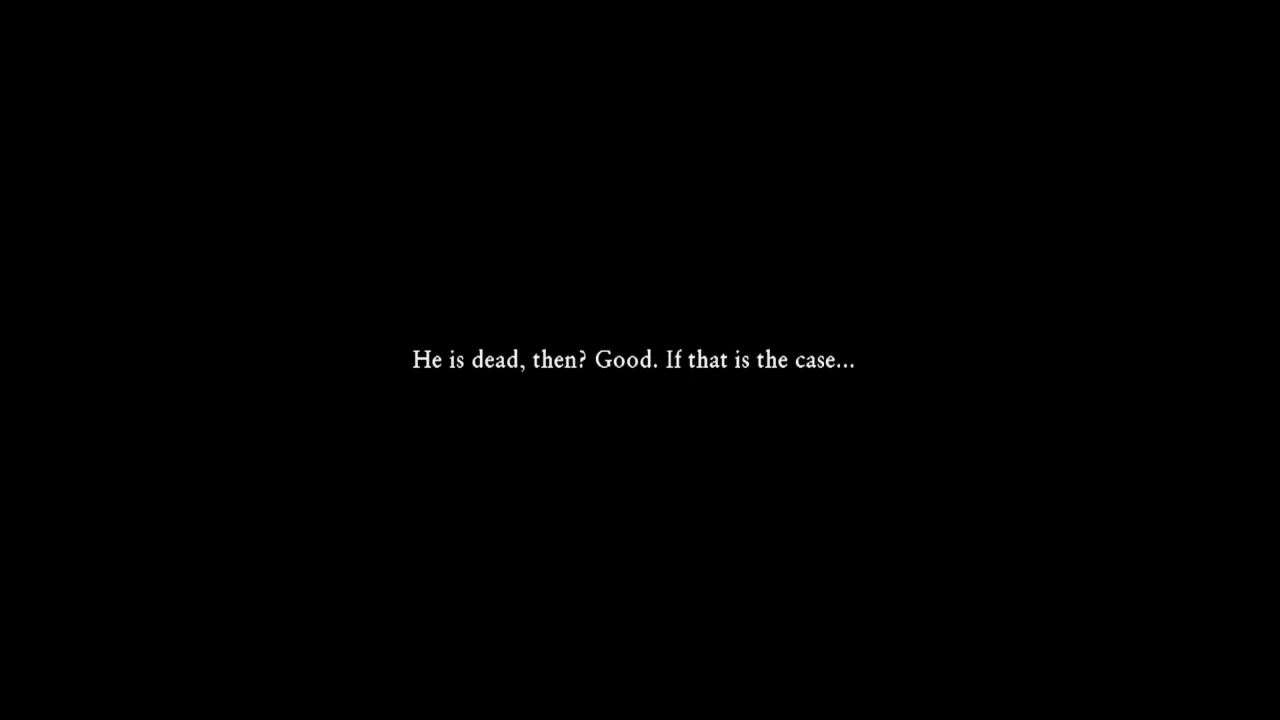 He is dead, then? Good. If that is the case...